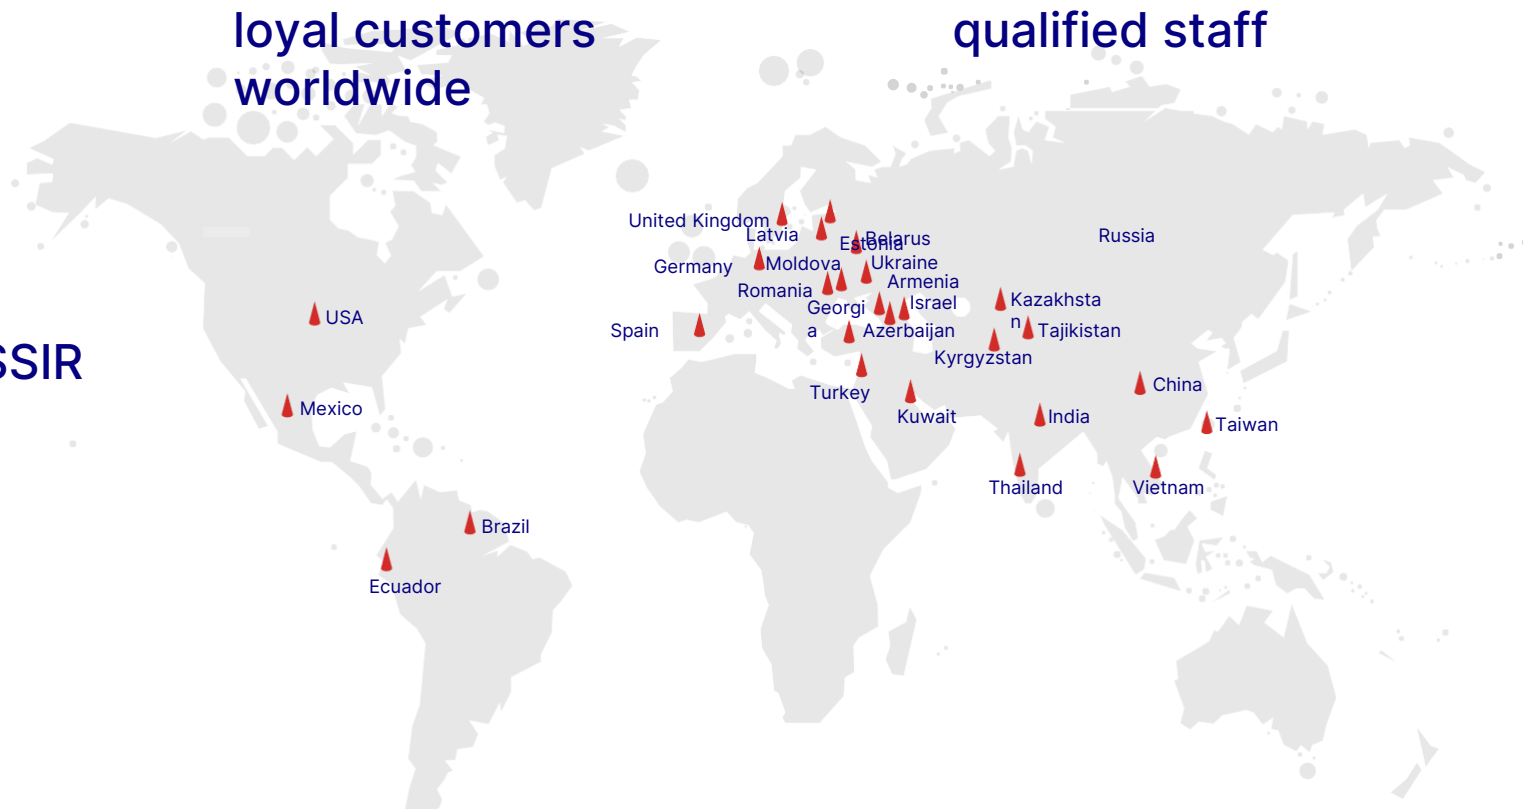 loyal customers
worldwide
qualified staff
United Kingdom
Latvia
Estonia
Belarus
Russia
Germany
Moldova
Ukraine
Romania
Armenia
Georgi
a
Israel
Azerbaijan
Kazakhsta
n
Tajikistan
Kyrgyzstan
Spain
USA
SSIR
Turkey
Kuwait
China
Mexico
India
Taiwan
Thailand
Vietnam
Brazil
Ecuador